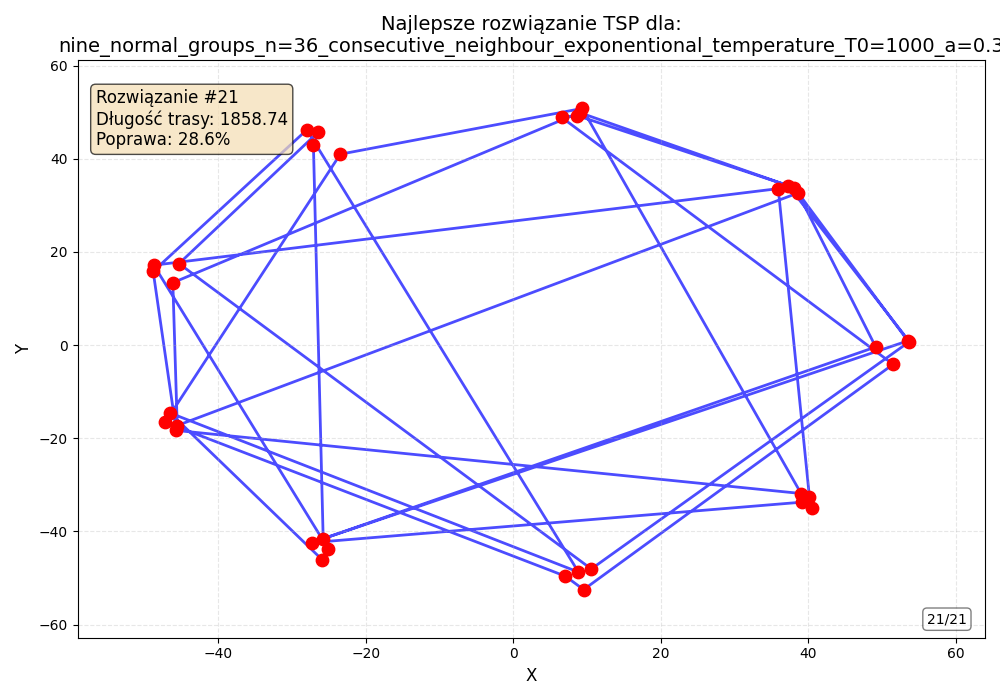 Najlepsze rozwiązanie TSP dla:
nine_normal_groups_n=36_consecutive_neighbour_exponentional_temperature_T0=1000_a=0.3
Rozwiązanie #21
Długość trasy: 1858.74
Poprawa: 28.6%
60
40
20
0
−20
−40
−60
Y
21/21
−40
−20
0
20
40
60
X